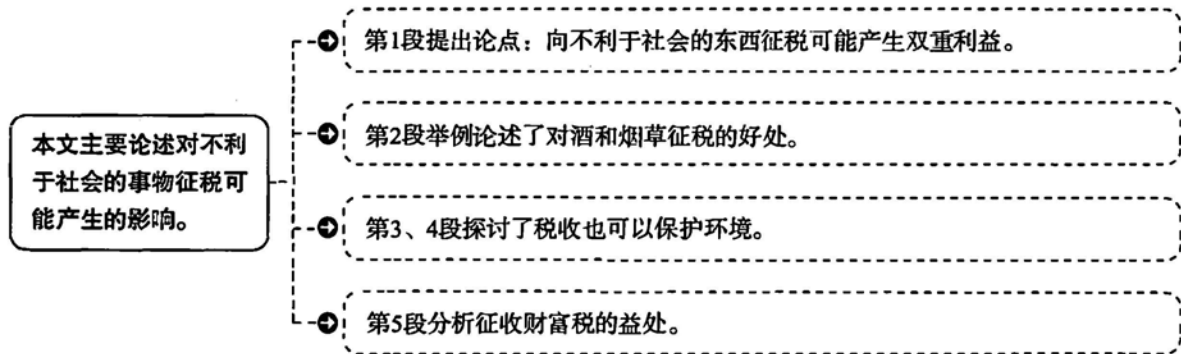 本文主要论述对不利
于社会的事物征税可
能产生的影响。
第1段提出论点：向不利于社会的东西征税可能产生双重利益。
第2段举例论述了对酒和烟草征税的好处。
第3、4段探讨了税收也可以保护环境。
第5段分析征收财富税的益处。